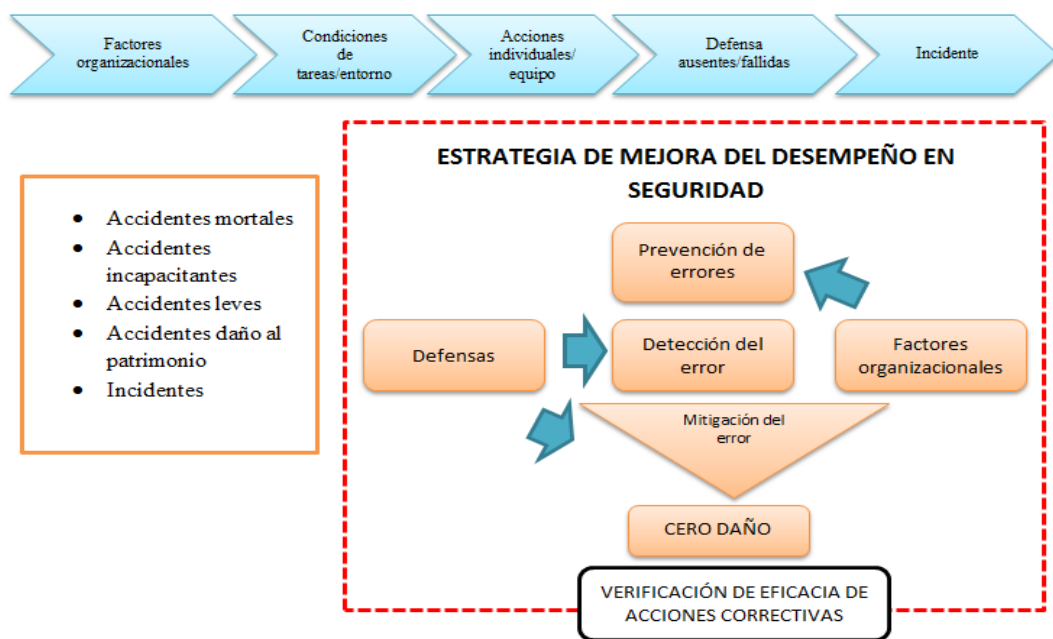 Factores
organizacionales
Condiciones
de
tareas/entorno
Acciones
individuales/
equipo
Defensa
ausentes/fallidas
Incidente
• Accidentes mortales
• Accidentes
incapacitantes
• Accidentes leves
• Accidentes daño al
patrimonio
• Incidentes
ESTRATEGIA DE MEJORA DEL DESEMPEÑO EN
SEGURIDAD
Prevención de
errores
Defensas
Detección del
error
Factores
organizacionales
Mitigación del
error
CERO DAÑO
VERIFICACIÓN DE EFICACIA DE
ACCIONES CORRECTIVAS